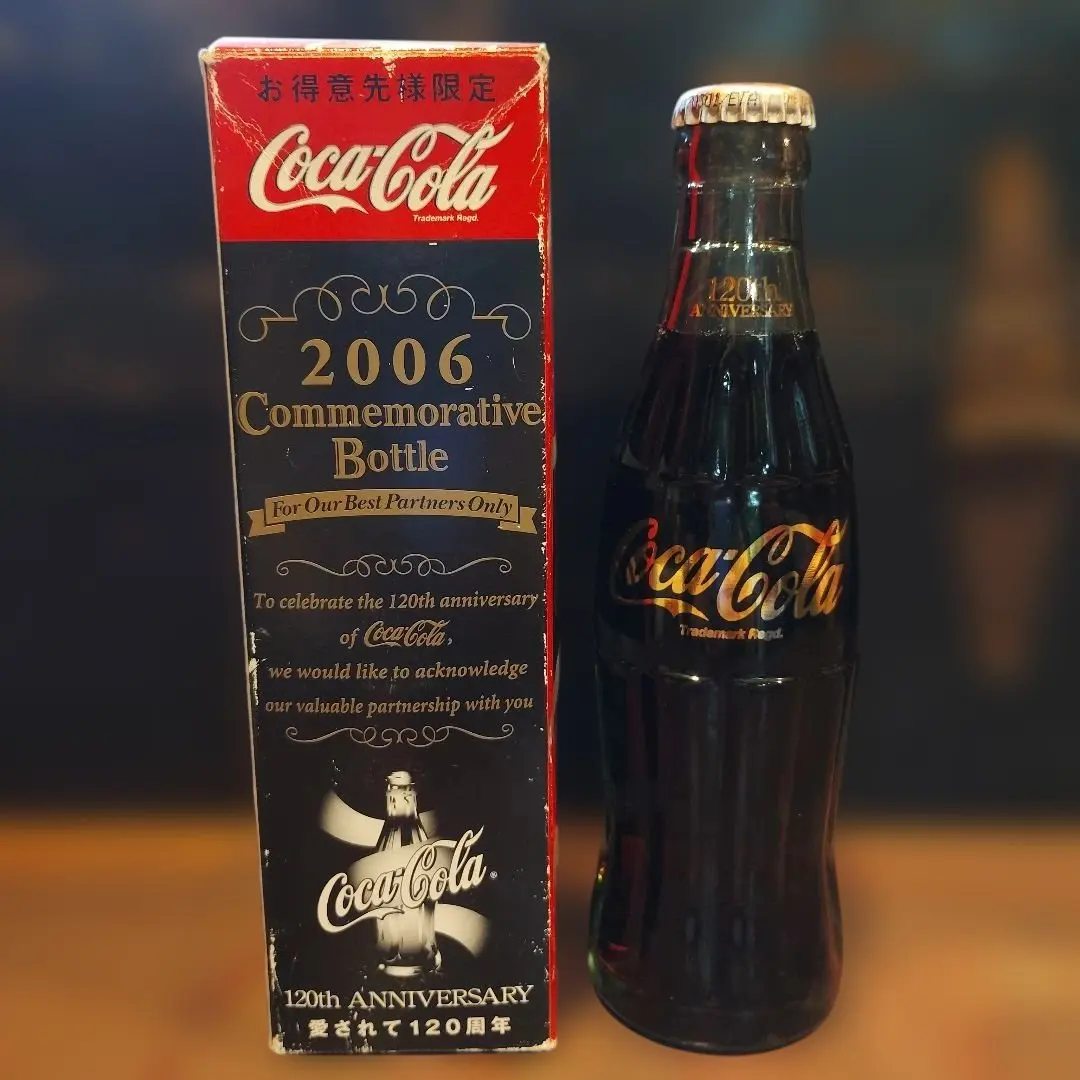 お得意先様限定
Coca-Cola
Trademark Regd.
2006
Commemorative
Bottle
For Our Best Partners Only
To celebrate the 120th anniversary
of Coca-Cola,
we would like to acknowledge
our valuable partnership with you
Coca-Cola®
120th ANNIVERSARY
愛されて120周年
120th
ANNIVERSARY
Coca-Cola
Trademark Regd.